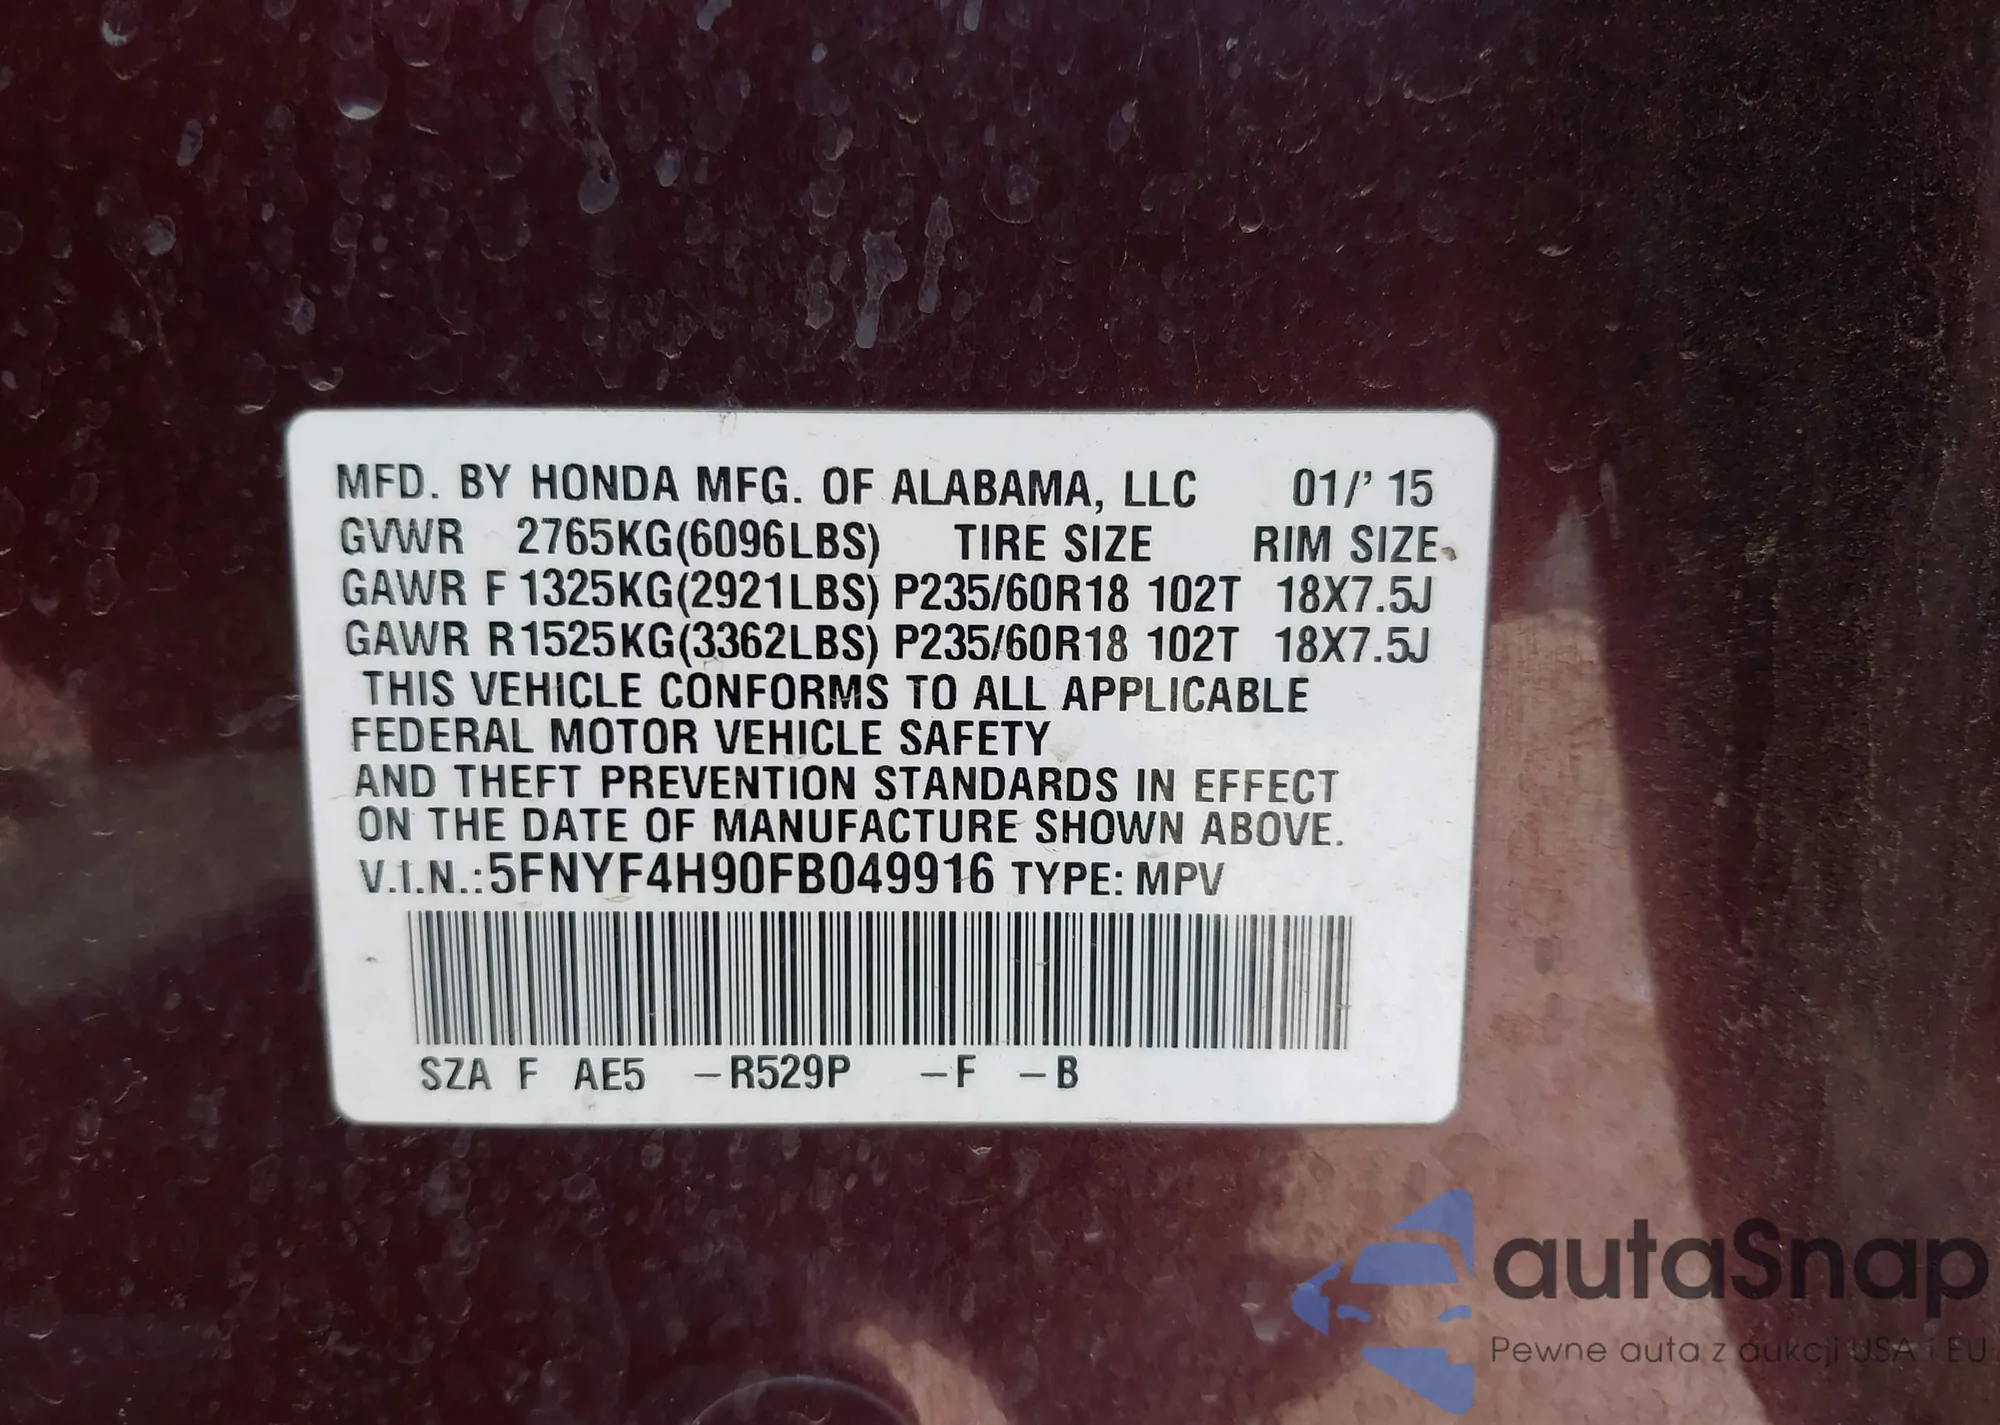 MFD. BY HONDA MFG. OF ALABAMA, LLC 01/' 15
GVWR 2765KG(6096LBS) TIRE SIZE RIM SIZE
GAWR F 1325KG(2921LBS) P235/60R18 102T 18X7.5J
GAWR R1525KG(3362LBS) P235/60R18 102T 18X7.5J
THIS VEHICLE CONFORMS TO ALL APPLICABLE
FEDERAL MOTOR VEHICLE SAFETY
AND THEFT PREVENTION STANDARDS IN EFFECT
ON THE DATE OF MANUFACTURE SHOWN ABOVE.
V.I.N.:5FNYF4H90FB049916 TYPE: MPV
SZA F AE5 -R529P -F -B
autaSnap
Pewne auta z aukcji USA i EU